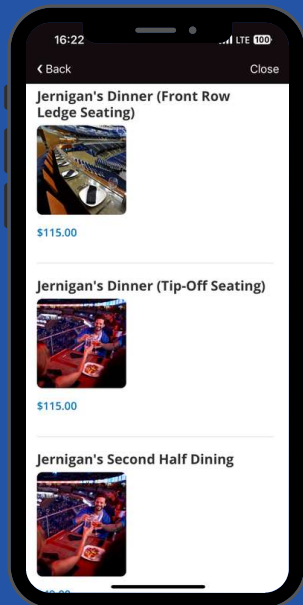 16:22 LTE 100
Back Close
Jernigan's Dinner (Front Row
Ledge Seating)
$115.00
Jernigan's Dinner (Tip-Off Seating)
$115.00
Jernigan's Second Half Dining